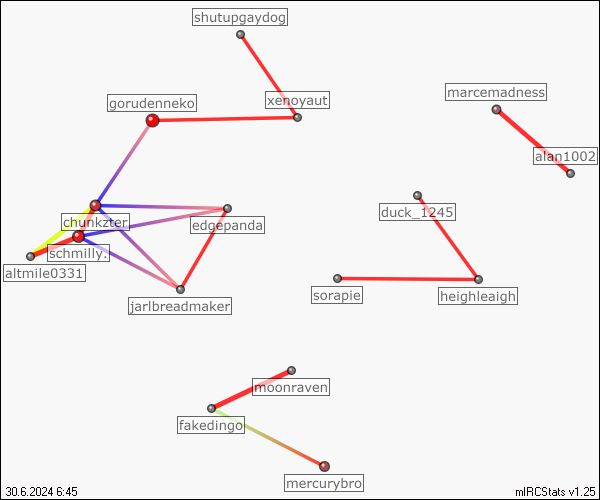 shutupgaydog
marcemadness
gorudenneko
xenoyaut
alan1002
duck_1245
chunkzter
edgepanda
schmilly.
altmile0331
sorapie
heighleaigh
jarlbreadmaker
moonraven
fakedingo
mercurybro
30.6.2024 6:45
mIRCStats v1.25